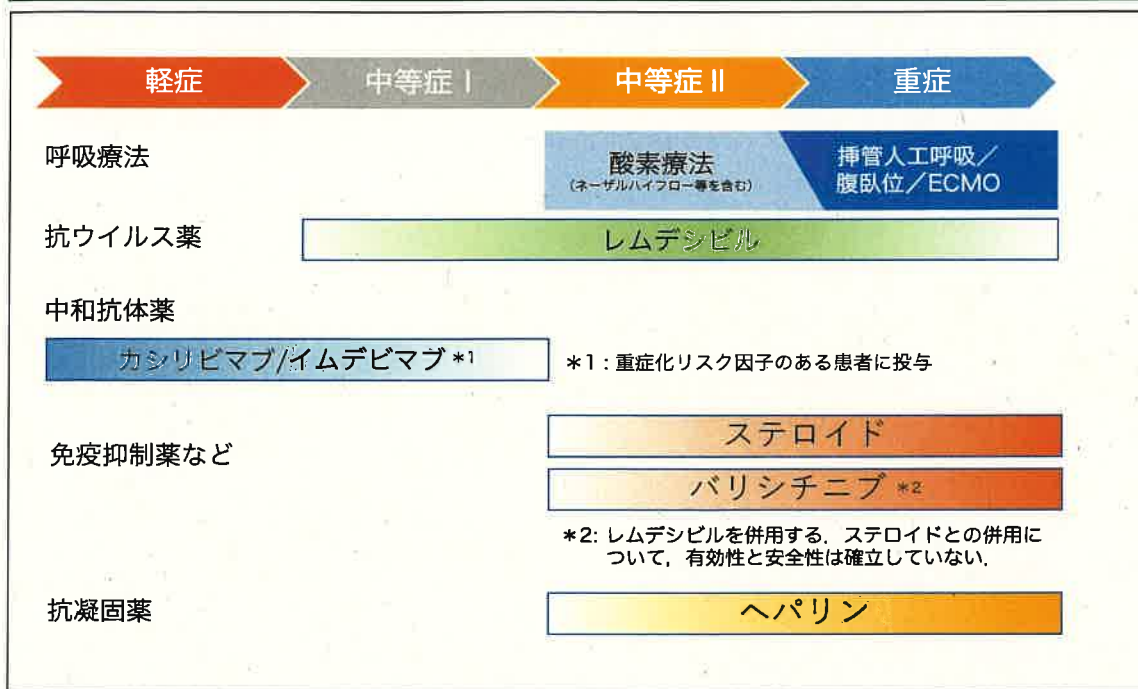 軽症
中等症 I
中等症 II
重症
呼吸療法
酸素療法
(ネーザルハイフロー等を含む)
挿管人工呼吸/
腹臥位/ECMO
抗ウイルス薬
レムデシビル
中和抗体薬
カシリビマブ/イムデビマブ *1
*1:重症化リスク因子のある患者に投与
免疫抑制薬など
ステロイド
バリシチニブ *2
*2: レムデシビルを併用する.ステロイドとの併用に
ついて,有効性と安全性は確立していない.
抗凝固薬
ヘパリン